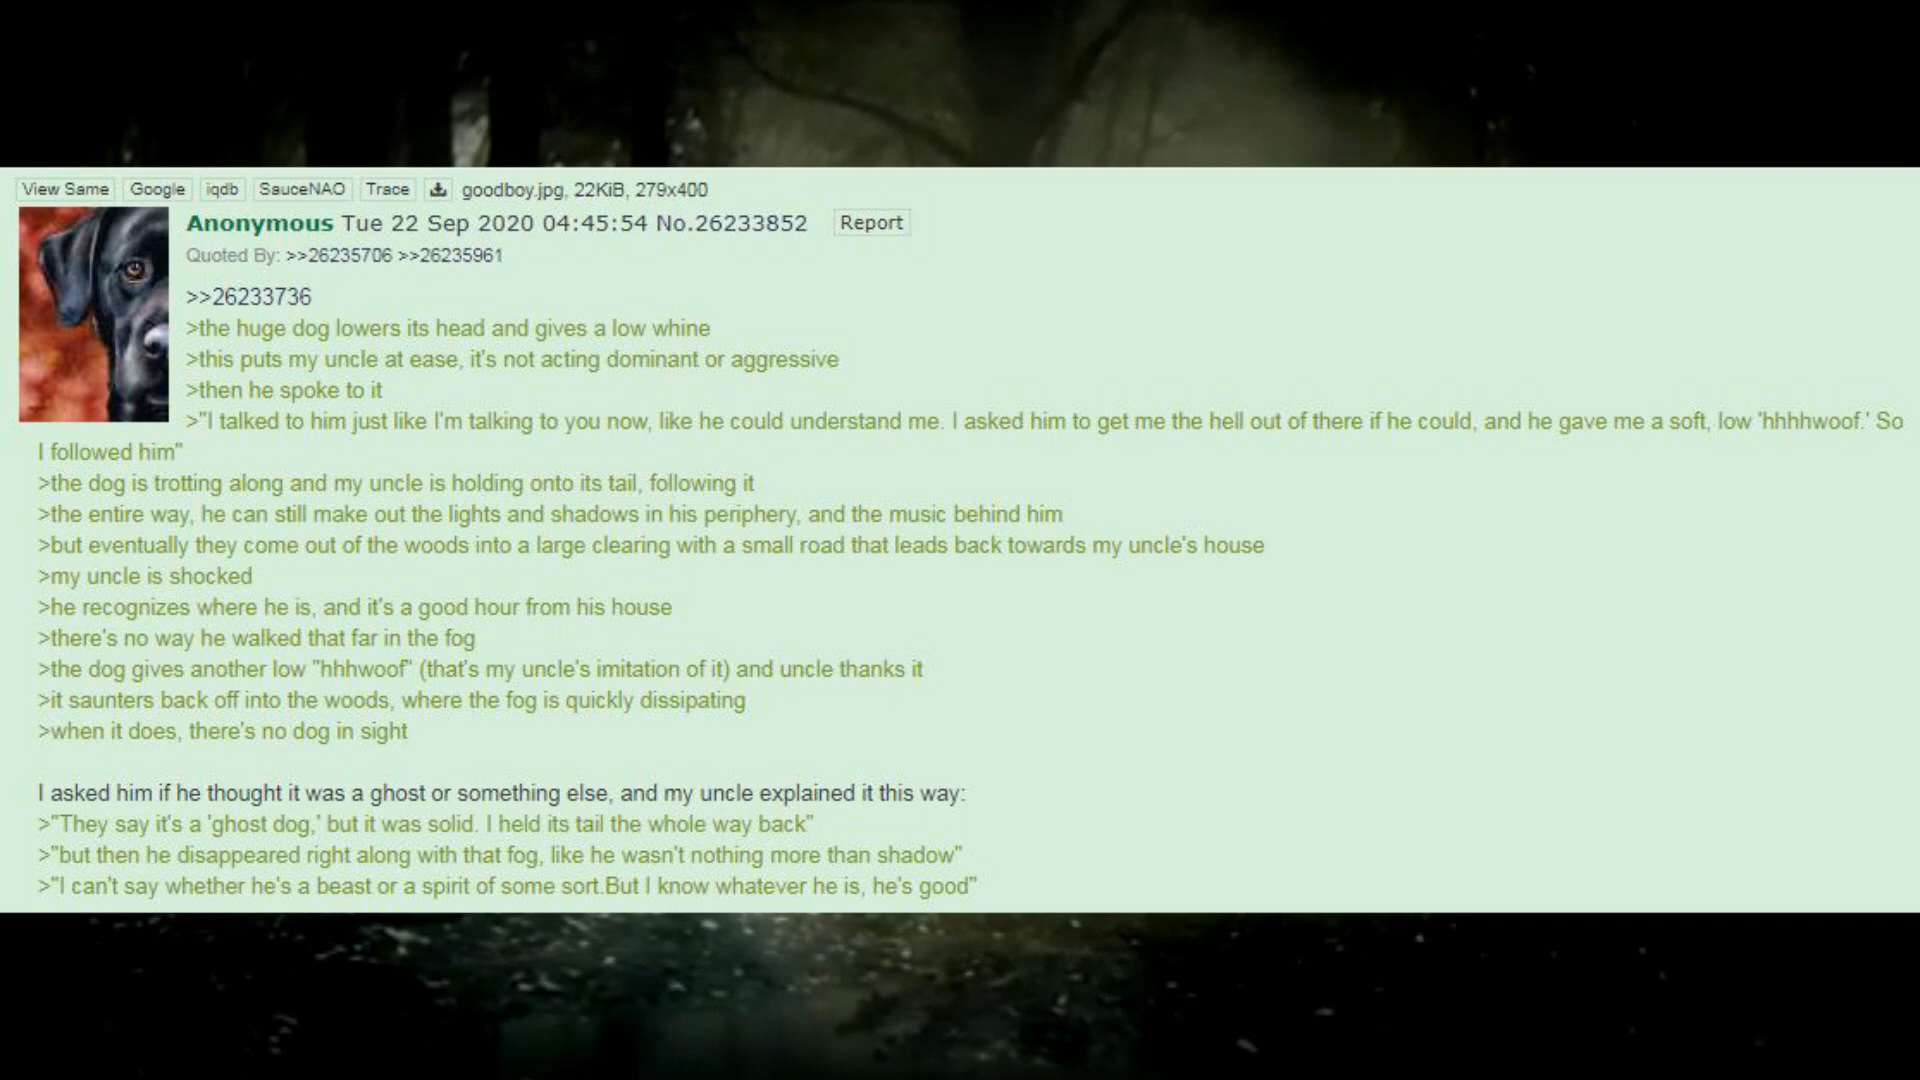 View Same Google iqdb SauceNAO Trace goodboy.jpg, 22KiB, 279x400
Anonymous Tue 22 Sep 2020 04:45:54 No.26233852 Report
Quoted By: >>26235706 >>26235961
>>26233736
>the huge dog lowers its head and gives a low whine
>this puts my uncle at ease, it's not acting dominant or aggressive
>then he spoke to it
>"I talked to him just like I'm talking to you now, like he could understand me. I asked him to get me the hell out of there if he could, and he gave me a soft, low 'hhhhwoof.' So
I followed him"
>the dog is trotting along and my uncle is holding onto its tail, following it
>the entire way, he can still make out the lights and shadows in his periphery, and the music behind him
>but eventually they come out of the woods into a large clearing with a small road that leads back towards my uncle's house
>my uncle is shocked
>he recognizes where he is, and it's a good hour from his house
>there's no way he walked that far in the fog
>the dog gives another low "hhhwoof" (that's my uncle's imitation of it) and uncle thanks it
>it saunters back off into the woods, where the fog is quickly dissipating
>when it does, there's no dog in sight
I asked him if he thought it was a ghost or something else, and my uncle explained it this way:
>"They say it's a 'ghost dog,' but it was solid. I held its tail the whole way back"
>"but then he disappeared right along with that fog, like he wasn't nothing more than shadow"
>"I can't say whether he's a beast or a spirit of some sort.But I know whatever he is, he's good"